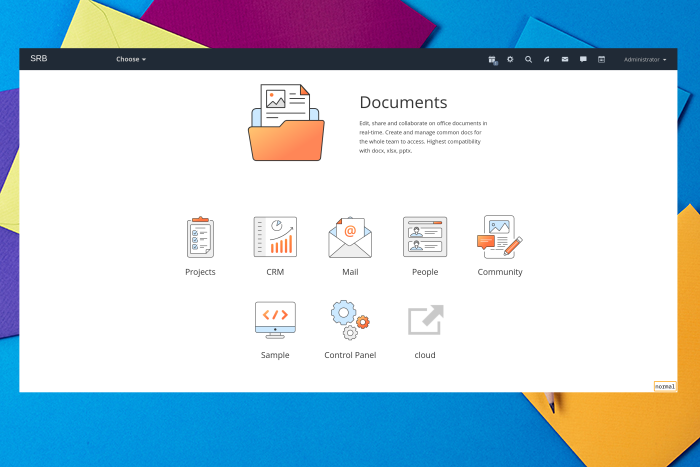 SRB
Choose
Administrator
Documents
Edit, share and collaborate on office documents in
real-time. Create and manage common docs for
the whole team to access. Highest compatibility
with docx, xlsx, pptx.
@
Projects
CRM
Mail
People
Community
</>
Sample
Control Panel
cloud
normal